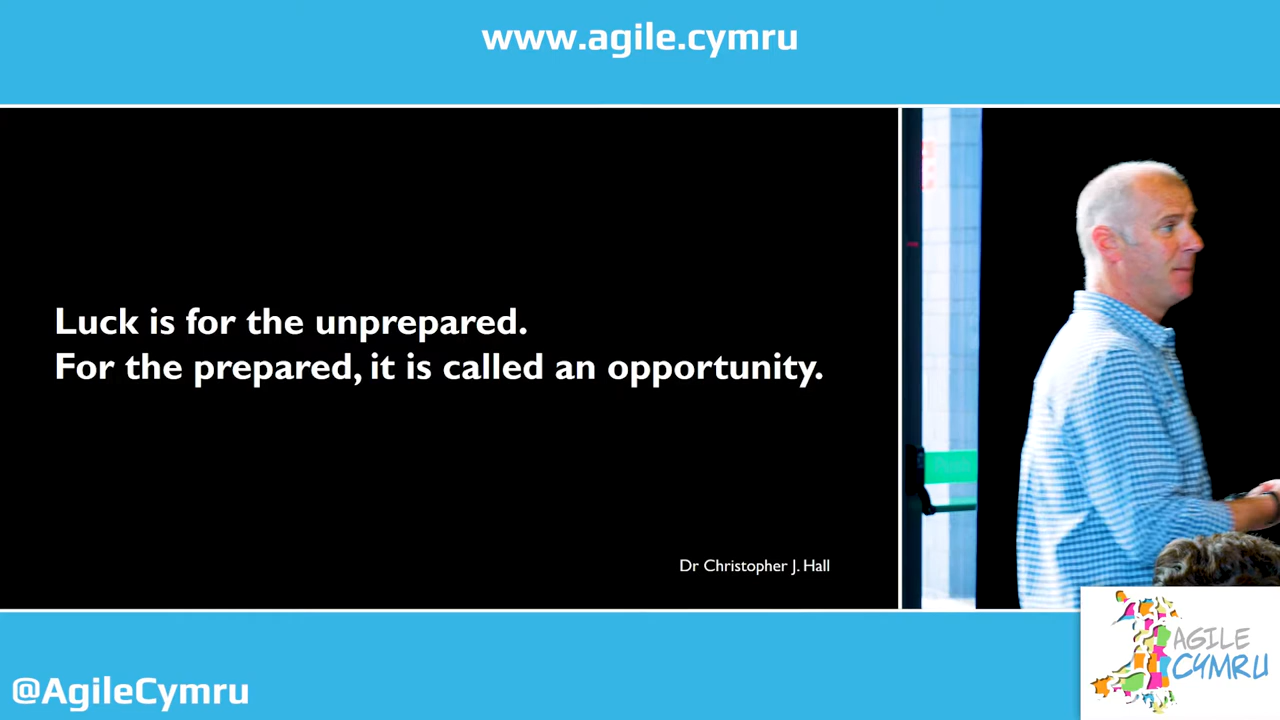 www.agile.cymru
Luck is for the unprepared.
For the prepared, it is called an opportunity.
Dr Christopher J. Hall
AGILE
CYMRU
@AgileCymru